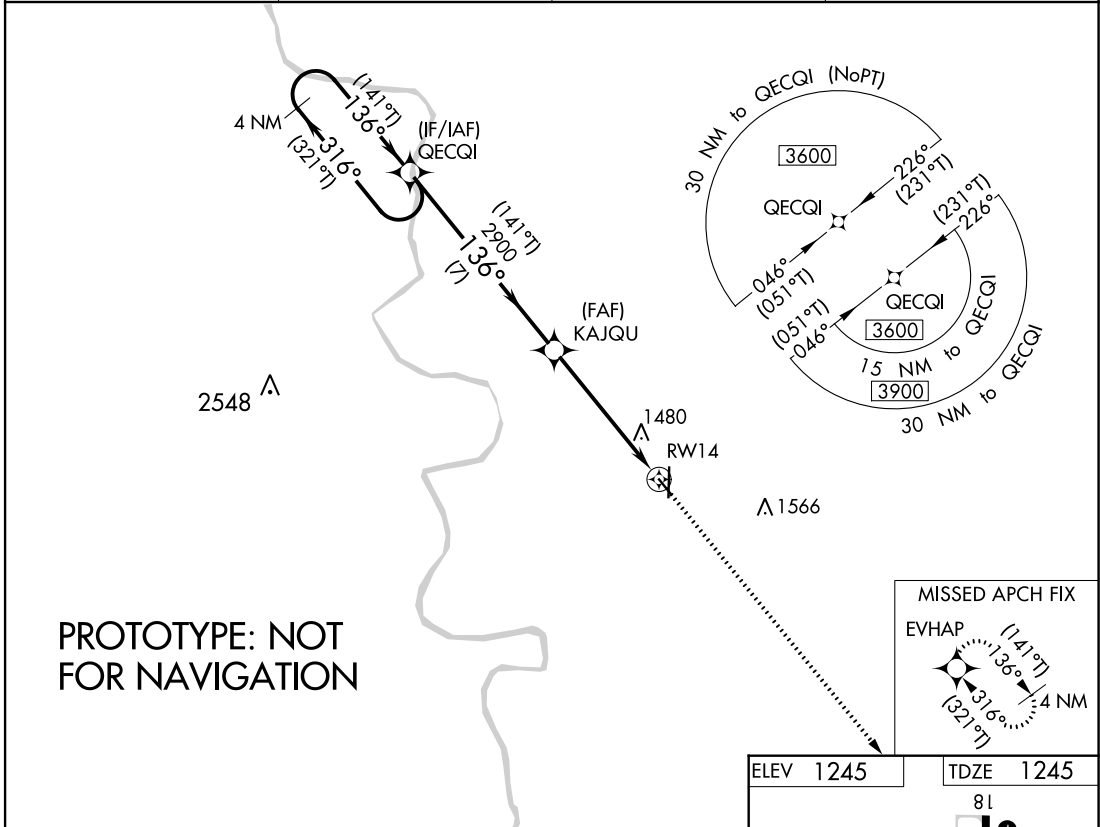 (141°T)
136°
4 NM
316°
(321°T)
(IF/IAF)
QECQI
(141°T)
2900
136°
(7)
(FAF)
KAJQU
2548
1480
RW14
1566
30 NM to QECQI (NoPT)
3600
226°
(231°T)
QECQI
046°
(051°T)
(231°T)
226°
QECQI
(051°T)
046°
3600
15 NM to QECQI
3900
30 NM to QECQI
PROTOTYPE: NOT
FOR NAVIGATION
MISSED APCH FIX
EVHAP
(141°T)
136°
4 NM
316°
(321°T)
ELEV 1245
TDZE 1245
18